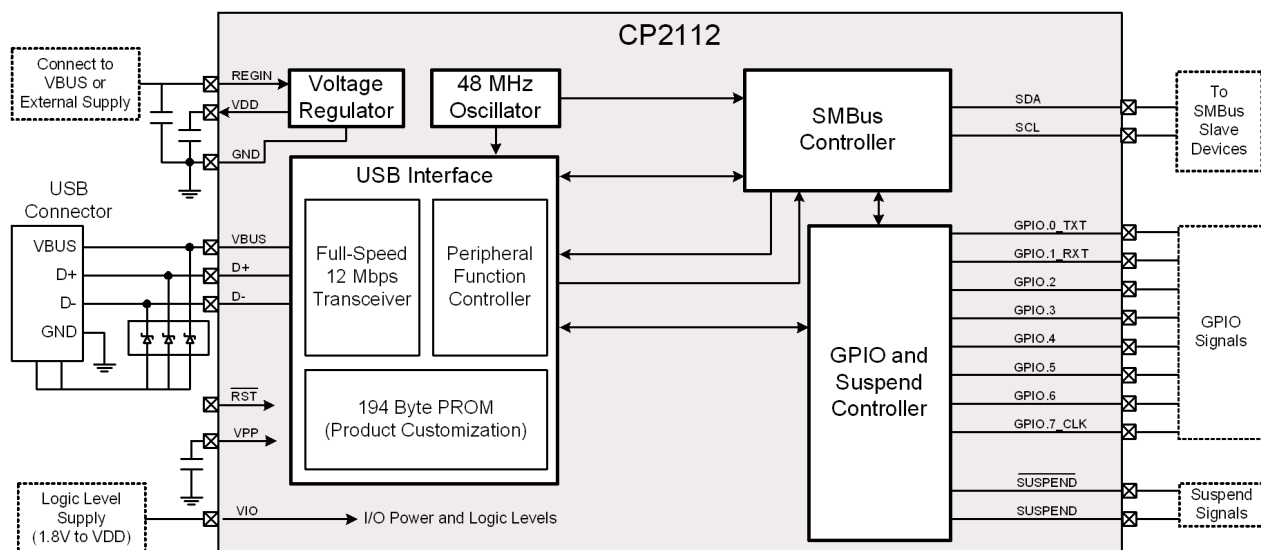 CP2112
Connect to
VBUS or
External Supply
REGIN
VDD
GND
Voltage
Regulator
48 MHz
Oscillator
SMBus
Controller
SDA
SCL
To
SMBus
Slave
Devices
USB
Connector
VBUS
D+
D-
GND
VBUS
D+
D-
USB Interface
Full-Speed
12 Mbps
Transceiver
Peripheral
Function
Controller
194 Byte PROM
(Product Customization)
RST
VPP
Logic Level
Supply
(1.8V to VDD)
VIO
I/O Power and Logic Levels
GPIO and
Suspend
Controller
GPIO.0_TXT
GPIO.1_RXT
GPIO.2
GPIO.3
GPIO.4
GPIO.5
GPIO.6
GPIO.7_CLK
SUSPEND
SUSPEND
GPIO
Signals
Suspend
Signals